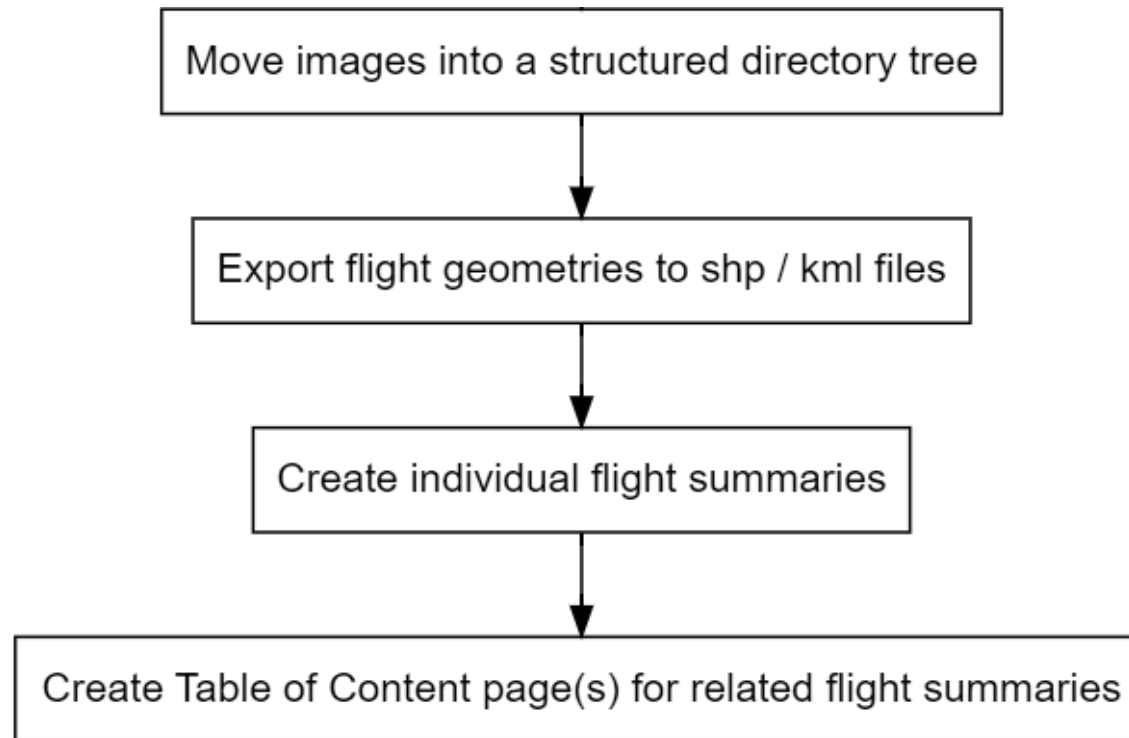 Move images into a structured directory tree
Export flight geometries to shp / kml files
Create individual flight summaries
Create Table of Content page(s) for related flight summaries